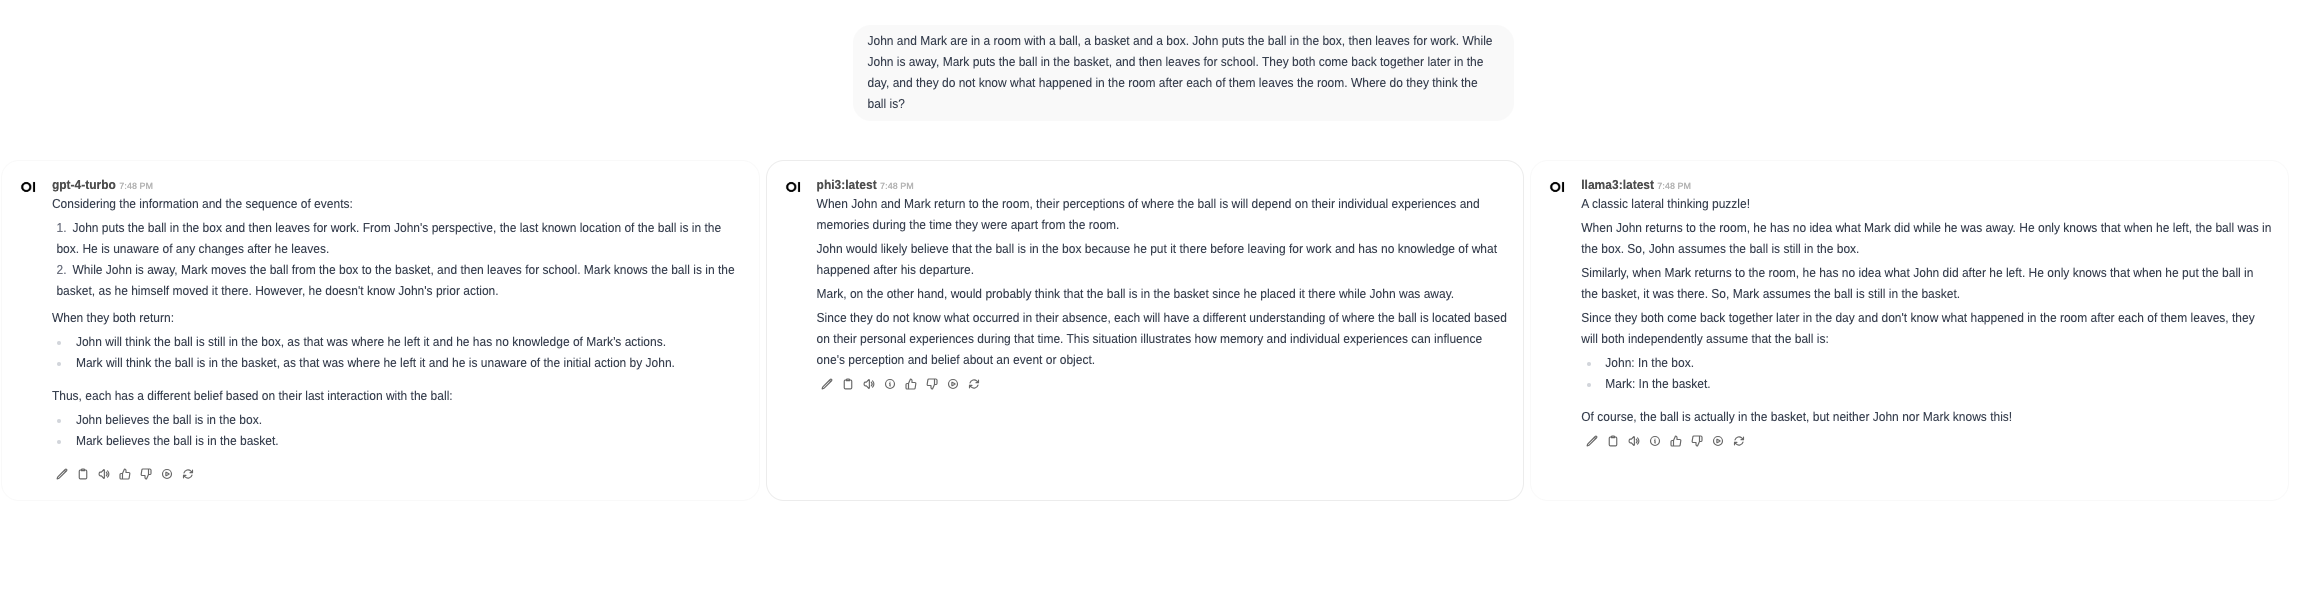 John and Mark are in a room with a ball, a basket and a box. John puts the ball in the box, then leaves for work. While
John is away, Mark puts the ball in the basket, and then leaves for school. They both come back together later in the
day, and they do not know what happened in the room after each of them leaves the room. Where do they think the
ball is?
OI gpt-4-turbo 7:48 PM
Considering the information and the sequence of events:
1. John puts the ball in the box and then leaves for work. From John's perspective, the last known location of the ball is in the
box. He is unaware of any changes after he leaves.
2. While John is away, Mark moves the ball from the box to the basket, and then leaves for school. Mark knows the ball is in the
basket, as he himself moved it there. However, he doesn't know John's prior action.
When they both return:
John will think the ball is still in the box, as that was where he left it and he has no knowledge of Mark's actions.
Mark will think the ball is in the basket, as that was where he left it and he is unaware of the initial action by John.
Thus, each has a different belief based on their last interaction with the ball:
John believes the ball is in the box.
Mark believes the ball is in the basket.
OI phi3:latest 7:48 PM
When John and Mark return to the room, their perceptions of where the ball is will depend on their individual experiences and
memories during the time they were apart from the room.
John would likely believe that the ball is in the box because he put it there before leaving for work and has no knowledge of what
happened after his departure.
Mark, on the other hand, would probably think that the ball is in the basket since he placed it there while John was away.
Since they do not know what occurred in their absence, each will have a different understanding of where the ball is located based
on their personal experiences during that time. This situation illustrates how memory and individual experiences can influence
one's perception and belief about an event or object.
OI llama3:latest 7:48 PM
A classic lateral thinking puzzle!
When John returns to the room, he has no idea what Mark did while he was away. He only knows that when he left, the ball was in
the box. So, John assumes the ball is still in the box.
Similarly, when Mark returns to the room, he has no idea what John did after he left. He only knows that when he put the ball in
the basket, it was there. So, Mark assumes the ball is still in the basket.
Since they both come back together later in the day and don't know what happened in the room after each of them leaves, they
will both independently assume that the ball is:
John: In the box.
Mark: In the basket.
Of course, the ball is actually in the basket, but neither John nor Mark knows this!